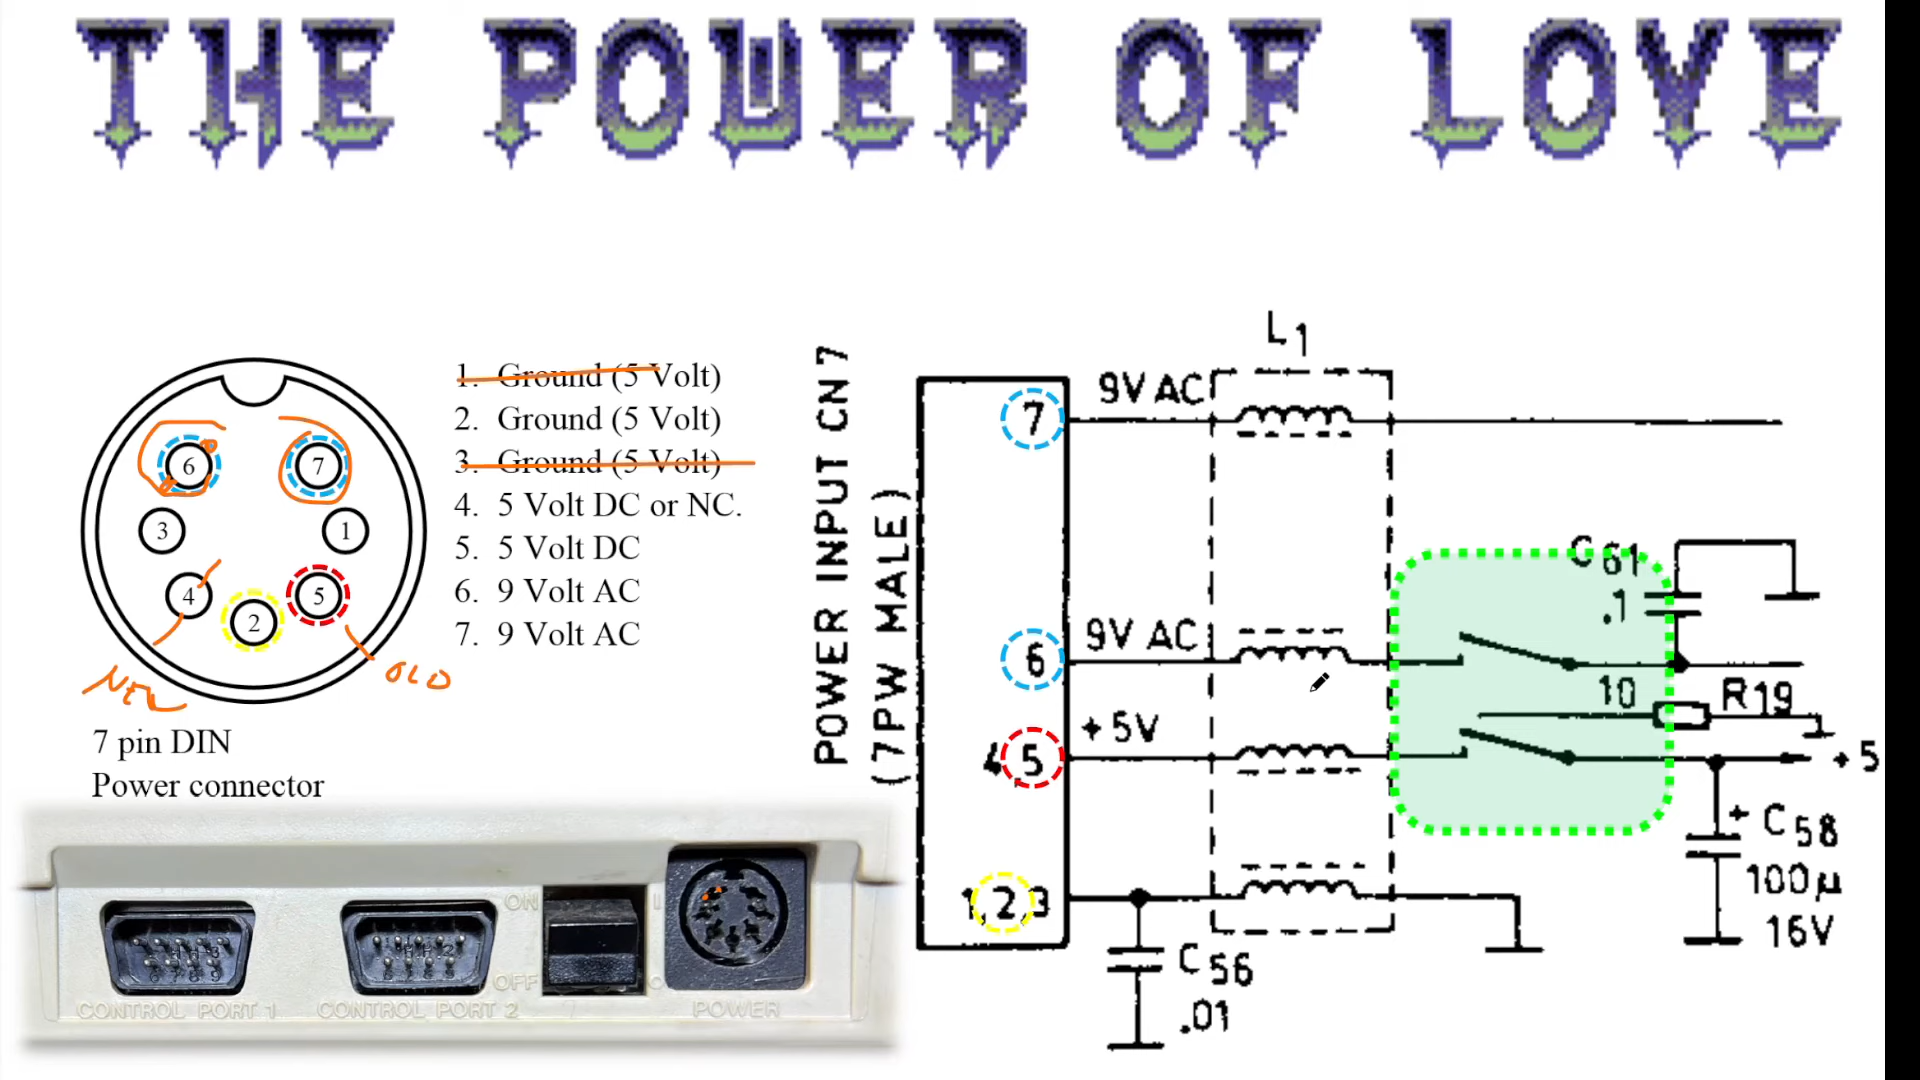 THE POWER OF LOVE
1. Ground (5 Volt)
2. Ground (5 Volt)
3. Ground (5 Volt)
4. 5 Volt DC or NC.
5. 5 Volt DC
6. 9 Volt AC
7. 9 Volt AC
6
7
3
1
4
2
5
NEW
OLD
7 pin DIN
Power connector
CONTROL PORT 1
CONTROL PORT 2
ON
OFF
POWER
POWER INPUT CN7
(7PW MALE)
7
6
4,5
1,2,3
9V AC
9V AC
+5V
L1
C61
.1
10
R19
+5
+
C58
100μ
16V
C56
.01